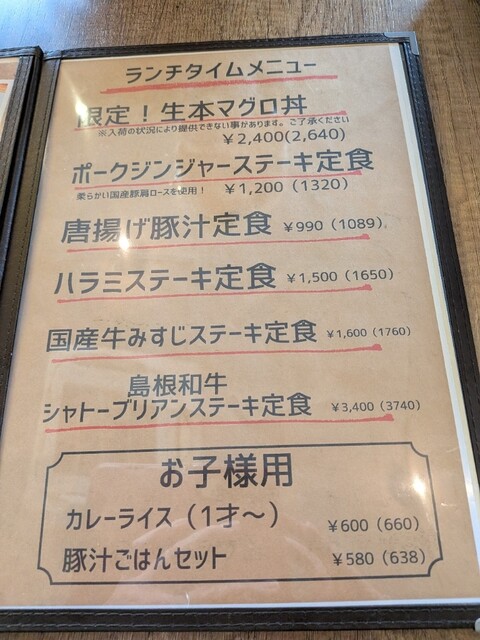 ランチタイムメニュー
限定！生本マグロ丼
※入荷の状況により提供できない事があります。ご了承ください
￥2,400(2,640)
ポークジンジャーステーキ定食
柔らかい国産豚肩ロースを使用！ ￥1,200（1320）
唐揚げ豚汁定食 ￥990（1089）
ハラミステーキ定食 ￥1,500（1650）
国産牛みすじステーキ定食 ￥1,600（1760）
島根和牛
シャトーブリアンステーキ定食 ￥3,400（3740）
お子様用
カレーライス（1才～） ￥600（660）
豚汁ごはんセット ￥580（638）